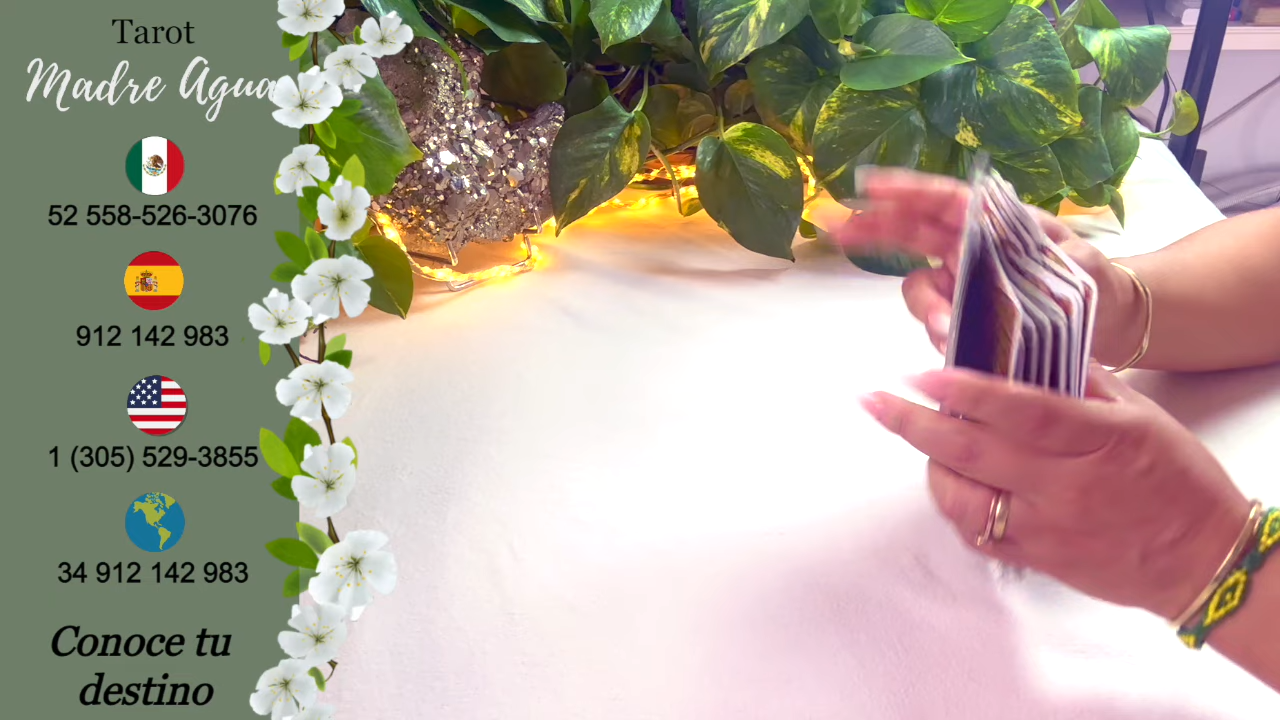 Tarot
Madre Agua
52 558-526-3076
912 142 983
1 (305) 529-3855
34 912 142 983
Conoce tu
destino